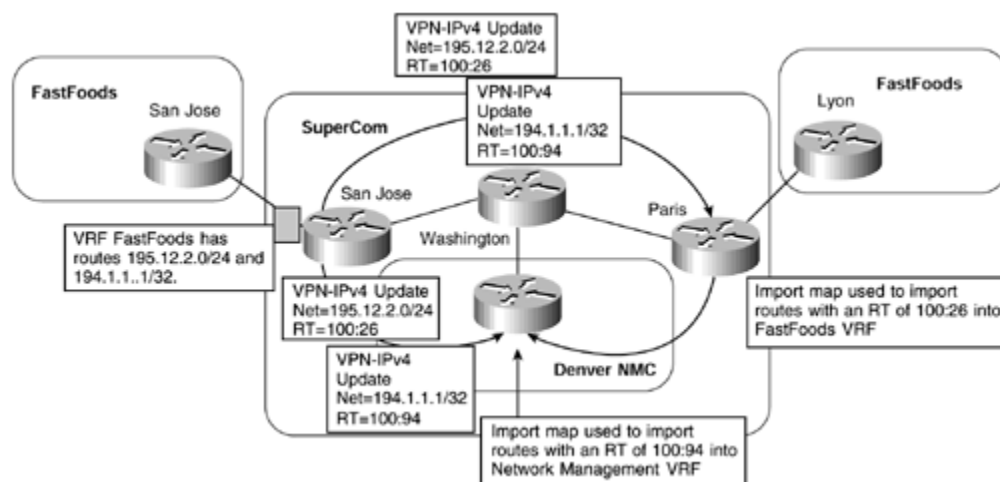 VPN-IPv4 Update
Net=195.12.2.0/24
RT=100:26
FastFoods
San Jose
SuperCom
VPN-IPv4
Update
Net=194.1.1.1/32
RT=100:94
FastFoods
Lyon
San Jose
Washington
Paris
VRF FastFoods has
routes 195.12.2.0/24 and
194.1.1..1/32.
VPN-IPv4 Update
Net=195.12.2.0/24
RT=100:26
Import map used to import
routes with an RT of 100:26 into
FastFoods VRF
VPN-IPv4
Update
Net=194.1.1.1/32
RT=100:94
Denver NMC
Import map used to import
routes with an RT of 100:94 into
Network Management VRF